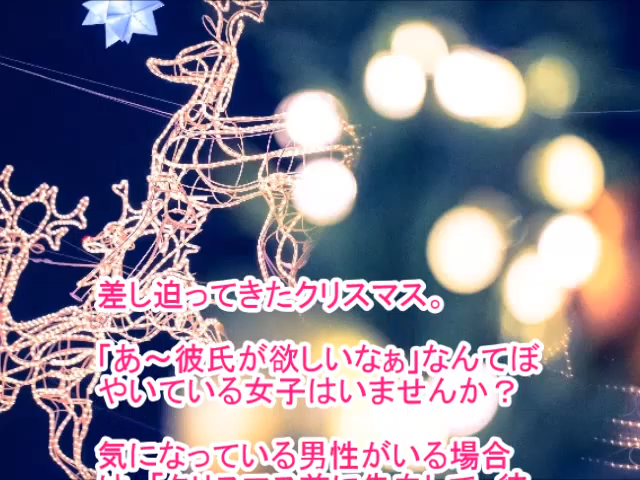 差し迫ってきたクリスマス。
「あ～彼氏が欲しいなぁ」なんてぼ
やいている女子はいませんか？
気になっている男性がいる場合